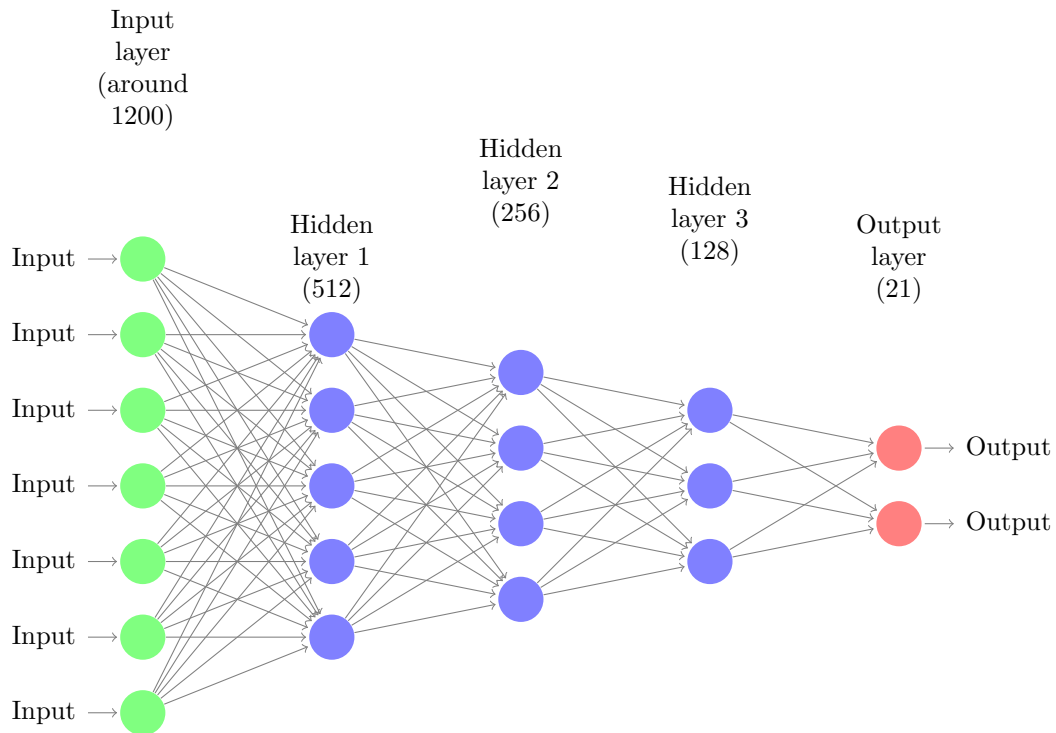 Input
layer
(around
1200)
Hidden
layer 1
(512)
Hidden
layer 2
(256)
Hidden
layer 3
(128)
Output
layer
(21)
Input
Input
Input
Input
Input
Input
Input
Output
Output